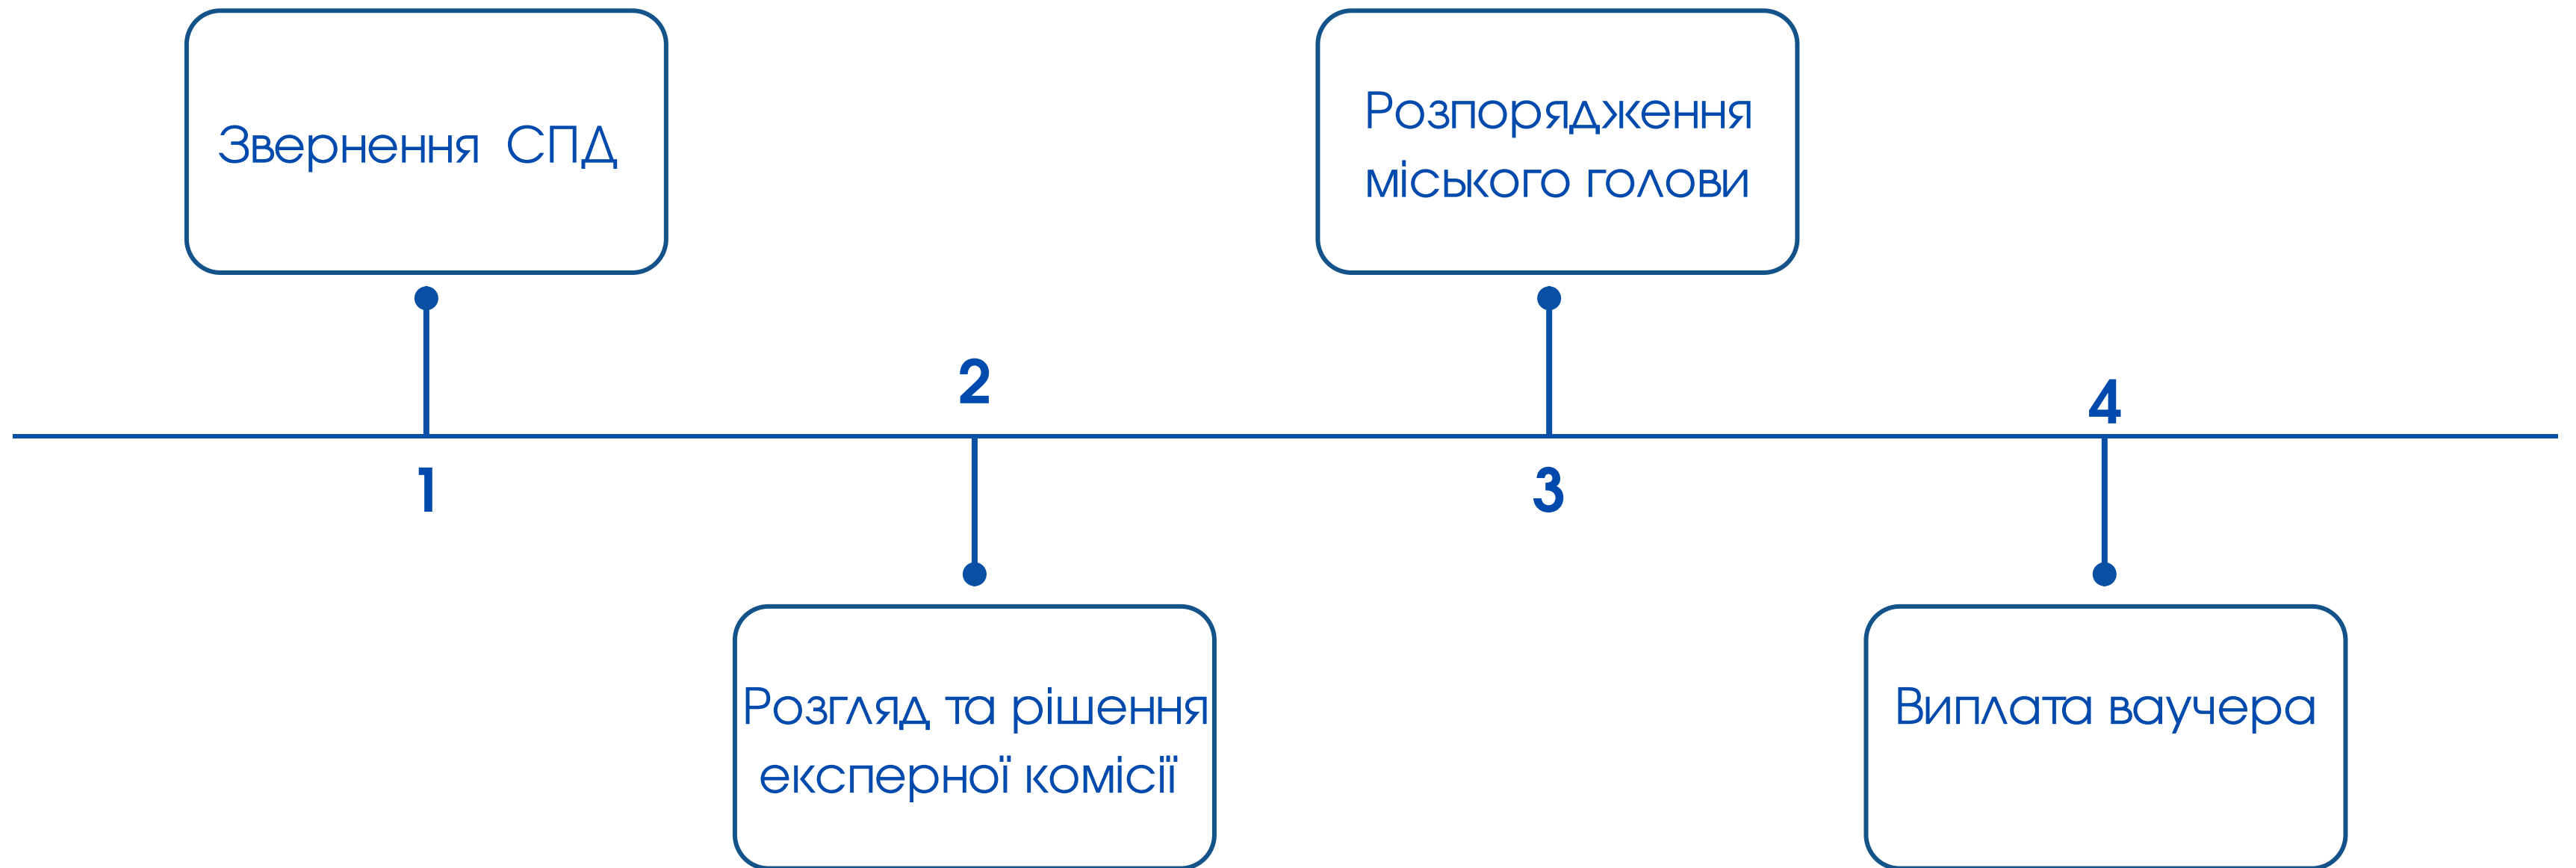 Звернення СПД
1
2
Розгляд та рішення
експерної комісії
Розпорядження
міського голови
3
4
Виплата ваучера